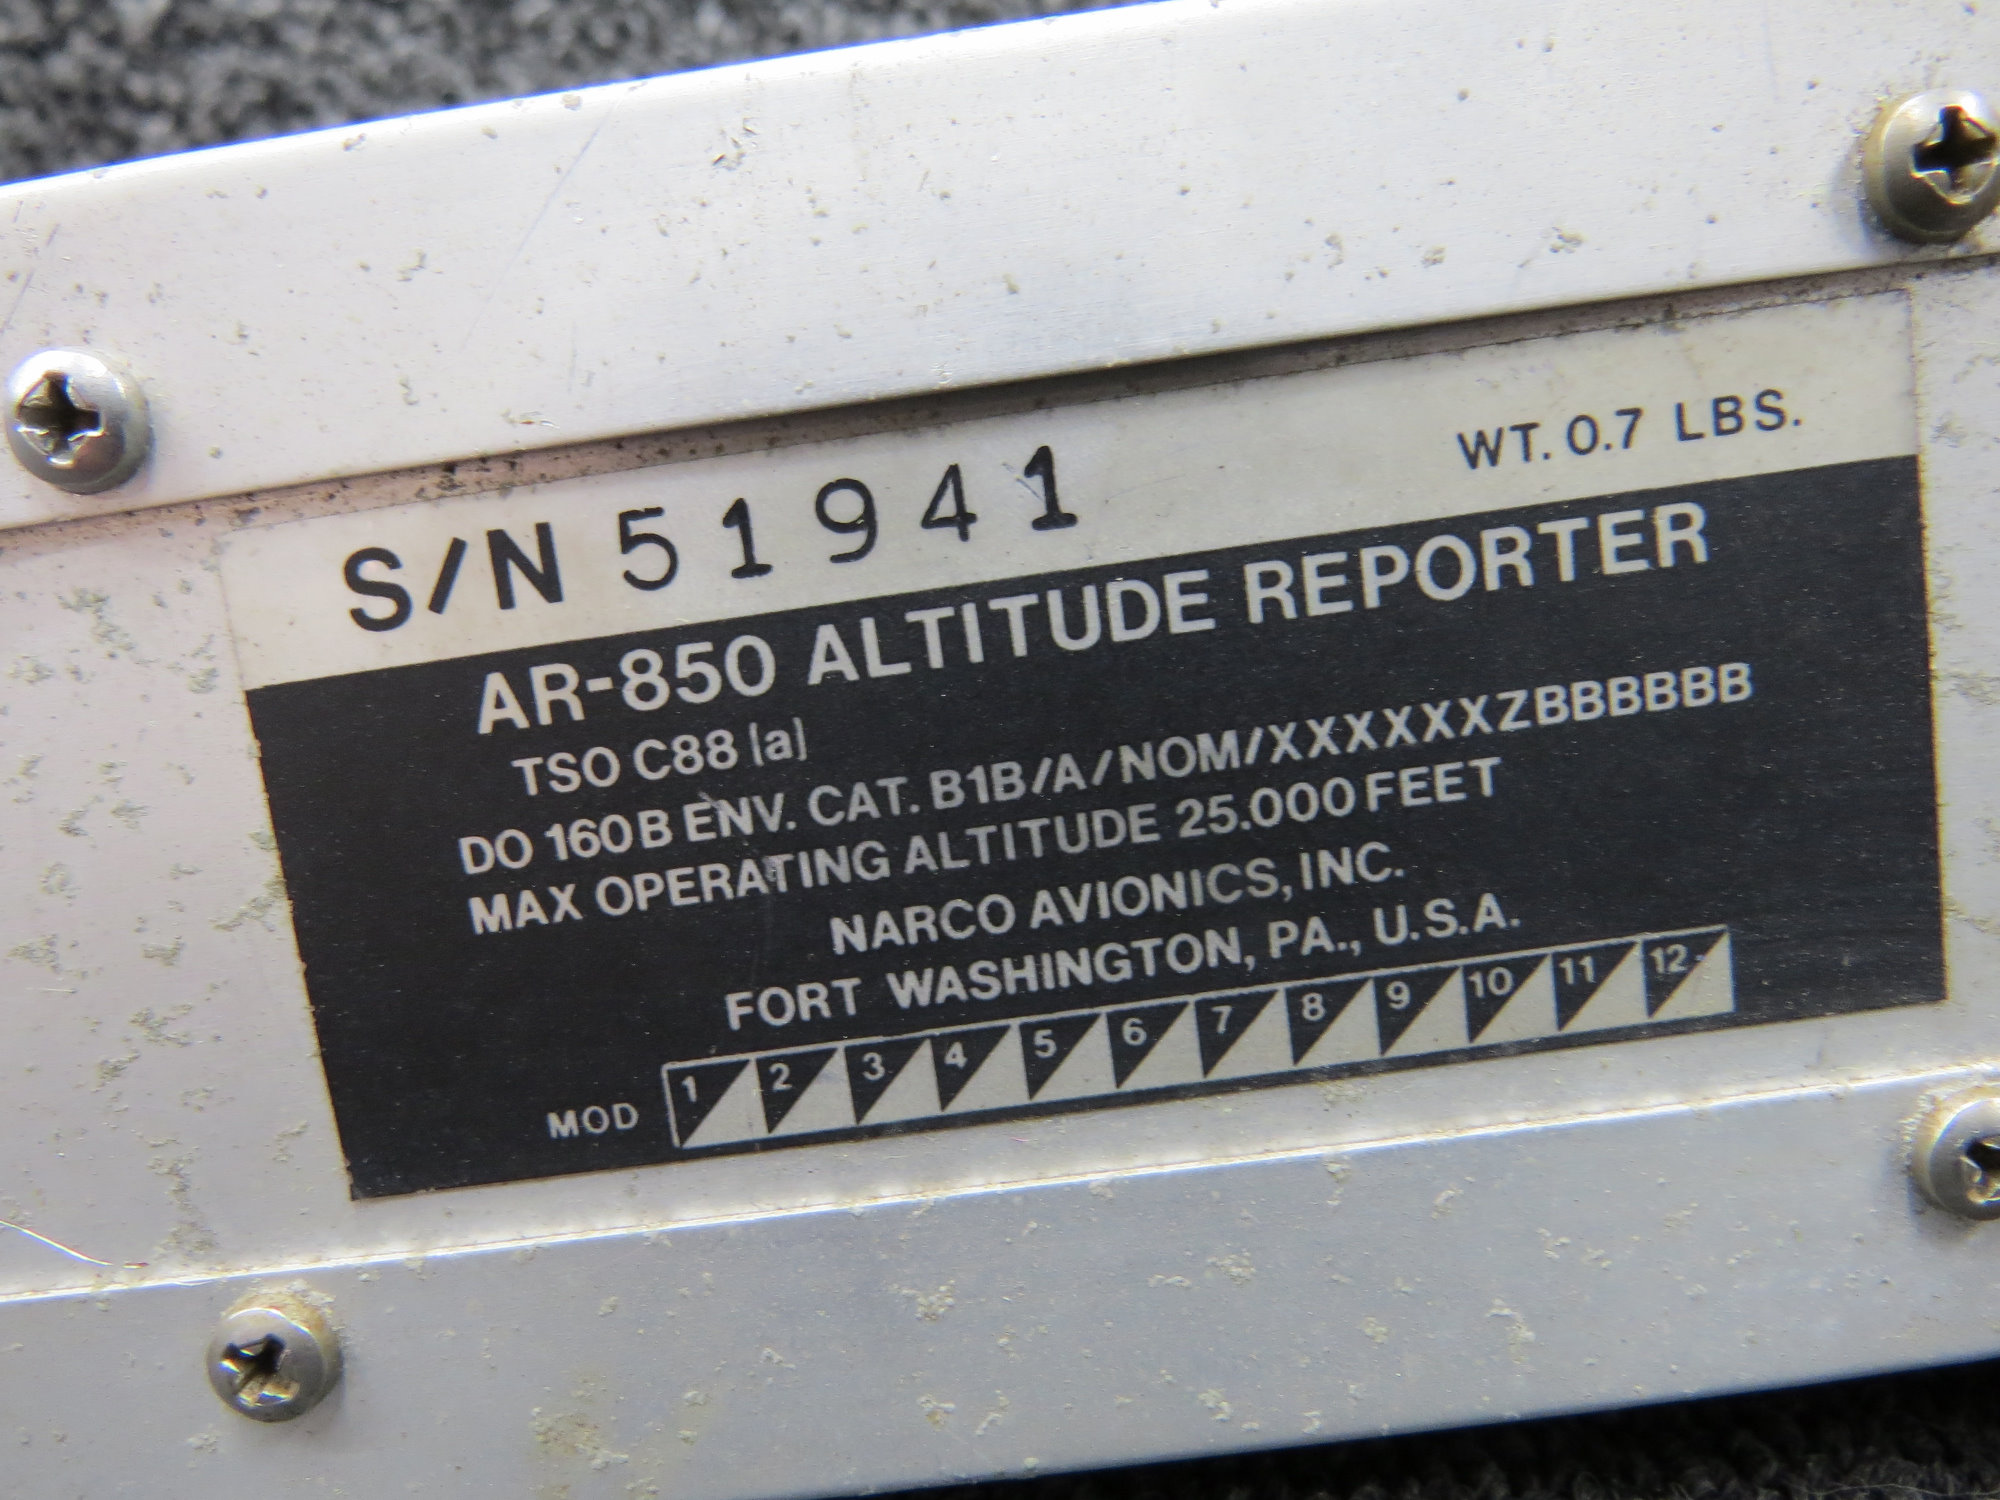 S/N 51941 WT. 0.7 LBS.
AR-850 ALTITUDE REPORTER
TSO C88 (a)
DO 160B ENV. CAT. B1B/A/NOM/XXXXXXZBBBBBB
MAX OPERATING ALTITUDE 25.000 FEET
NARCO AVIONICS, INC.
FORT WASHINGTON, PA., U.S.A.
MOD 1 2 3 4 5 6 7 8 9 10 11 12